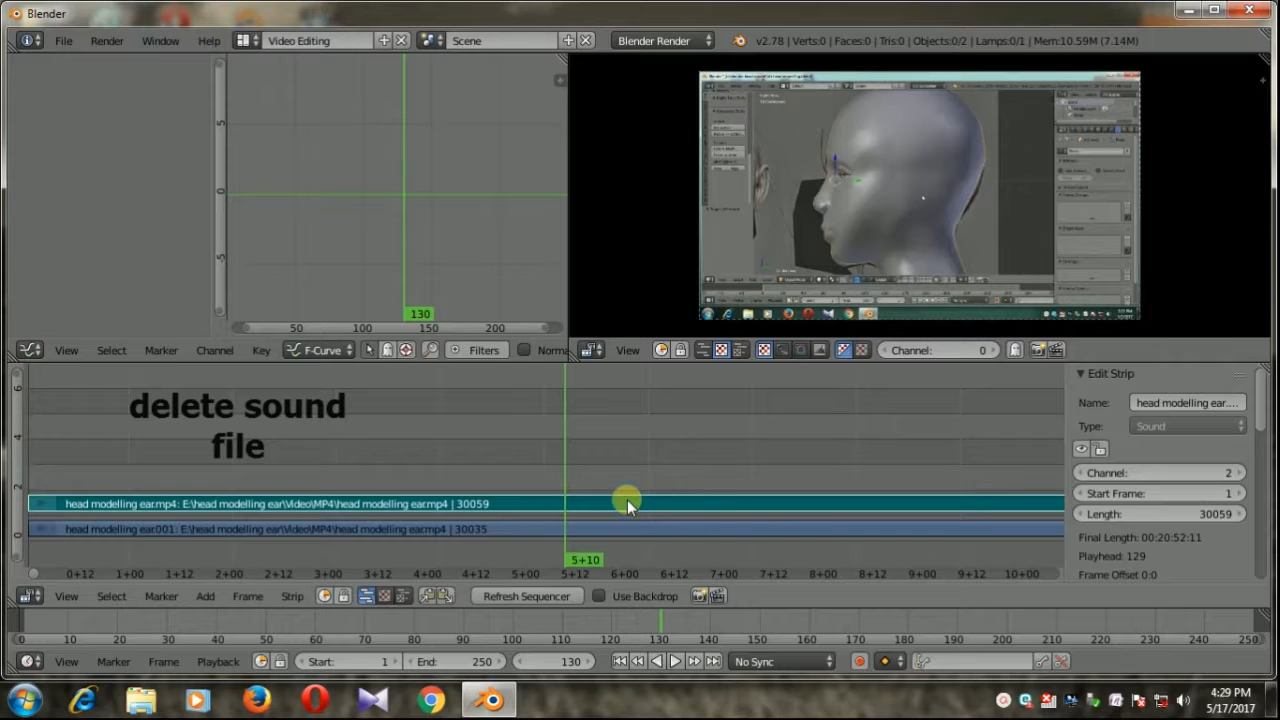 Blender
File Render Window Help Video Editing Scene Blender Render v2.78 | Verts:0 | Faces:0 | Tris:0 | Objects:0/2 | Lamps:0/1 | Mem:10.59M (7.14M)
5
0
-5
130
50 100 150 200
View Select Marker Channel Key F-Curve Filters Norma
View Channel: 0
6
4
2
0
delete sound
file
head modelling ear.mp4: E:\head modelling ear\Video\MP4\head modelling ear.mp4 | 30059
head modelling ear.001: E:\head modelling ear\Video\MP4\head modelling ear.mp4 | 30035
5+10
0+12 1+00 1+12 2+00 2+12 3+00 3+12 4+00 4+12 5+00 5+12 6+00 6+12 7+00 7+12 8+00 8+12 9+00 9+12 10+00
Edit Strip
Name: head modelling ear....
Type: Sound
Channel: 2
Start Frame: 1
Length: 30059
Final Length: 00:20:52:11
Playhead: 129
Frame Offset 0:0
View Select Marker Add Frame Strip Refresh Sequencer Use Backdrop
0 10 20 30 40 50 60 70 80 90 100 110 120 130 140 150 160 170 180 190 200 210 220 230 240 250
View Marker Frame Playback Start: 1 End: 250 130 No Sync
4:29 PM
5/17/2017